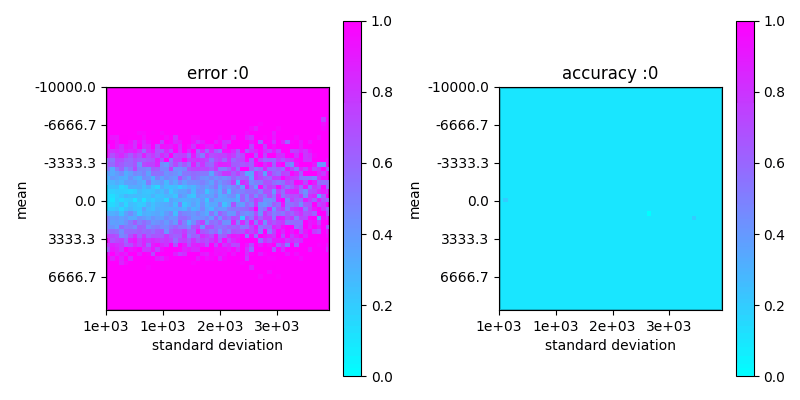 error :0
mean
-10000.0
-6666.7
-3333.3
0.0
3333.3
6666.7
1e+03
1e+03
2e+03
3e+03
standard deviation
1.0
0.8
0.6
0.4
0.2
0.0
accuracy :0
mean
-10000.0
-6666.7
-3333.3
0.0
3333.3
6666.7
1e+03
1e+03
2e+03
3e+03
standard deviation
1.0
0.8
0.6
0.4
0.2
0.0